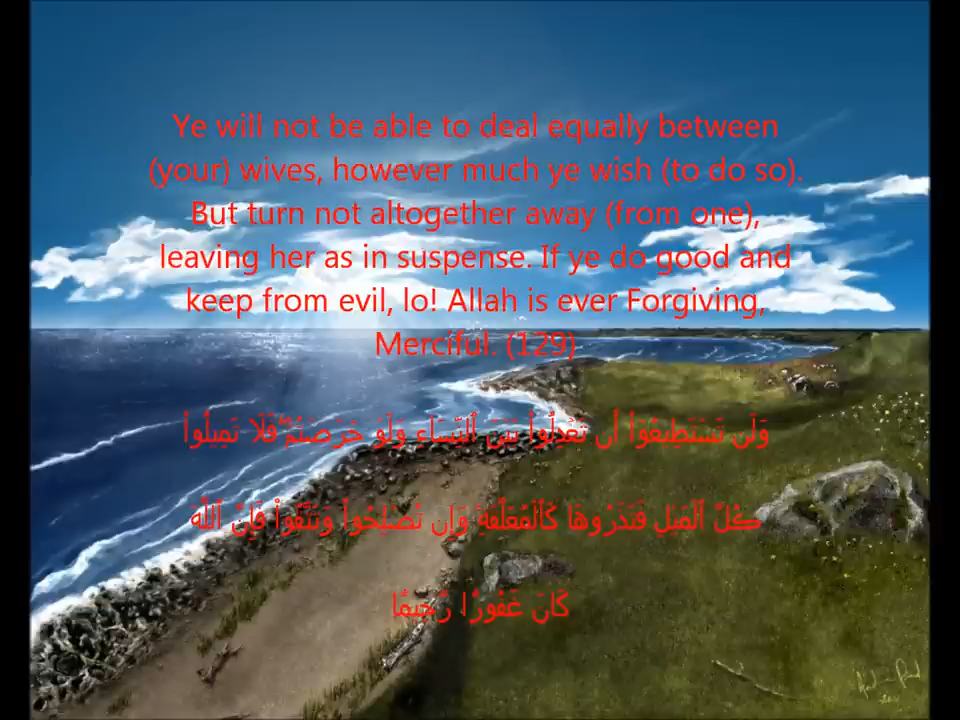 Ye will not be able to deal equally between
(your) wives, however much ye wish (to do so).
But turn not altogether away (from one),
leaving her as in suspense. If ye do good and
keep from evil, lo! Allah is ever Forgiving,
Merciful. (129)
وَلَن تَسْتَطِيعُوٓا۟ أَن تَعْدِلُوا۟ بَيْنَ ٱلنِّسَآءِ وَلَوْ حَرَصْتُمْ ۖ فَلَا تَمِيلُوا۟
كُلَّ ٱلْمَيْلِ فَتَذَرُوهَا كَٱلْمُعَلَّقَةِ ۚ وَإِن تُصْلِحُوا۟ وَتَتَّقُوا۟ فَإِنَّ ٱللَّهَ
كَانَ غَفُورًا رَّحِيمًا